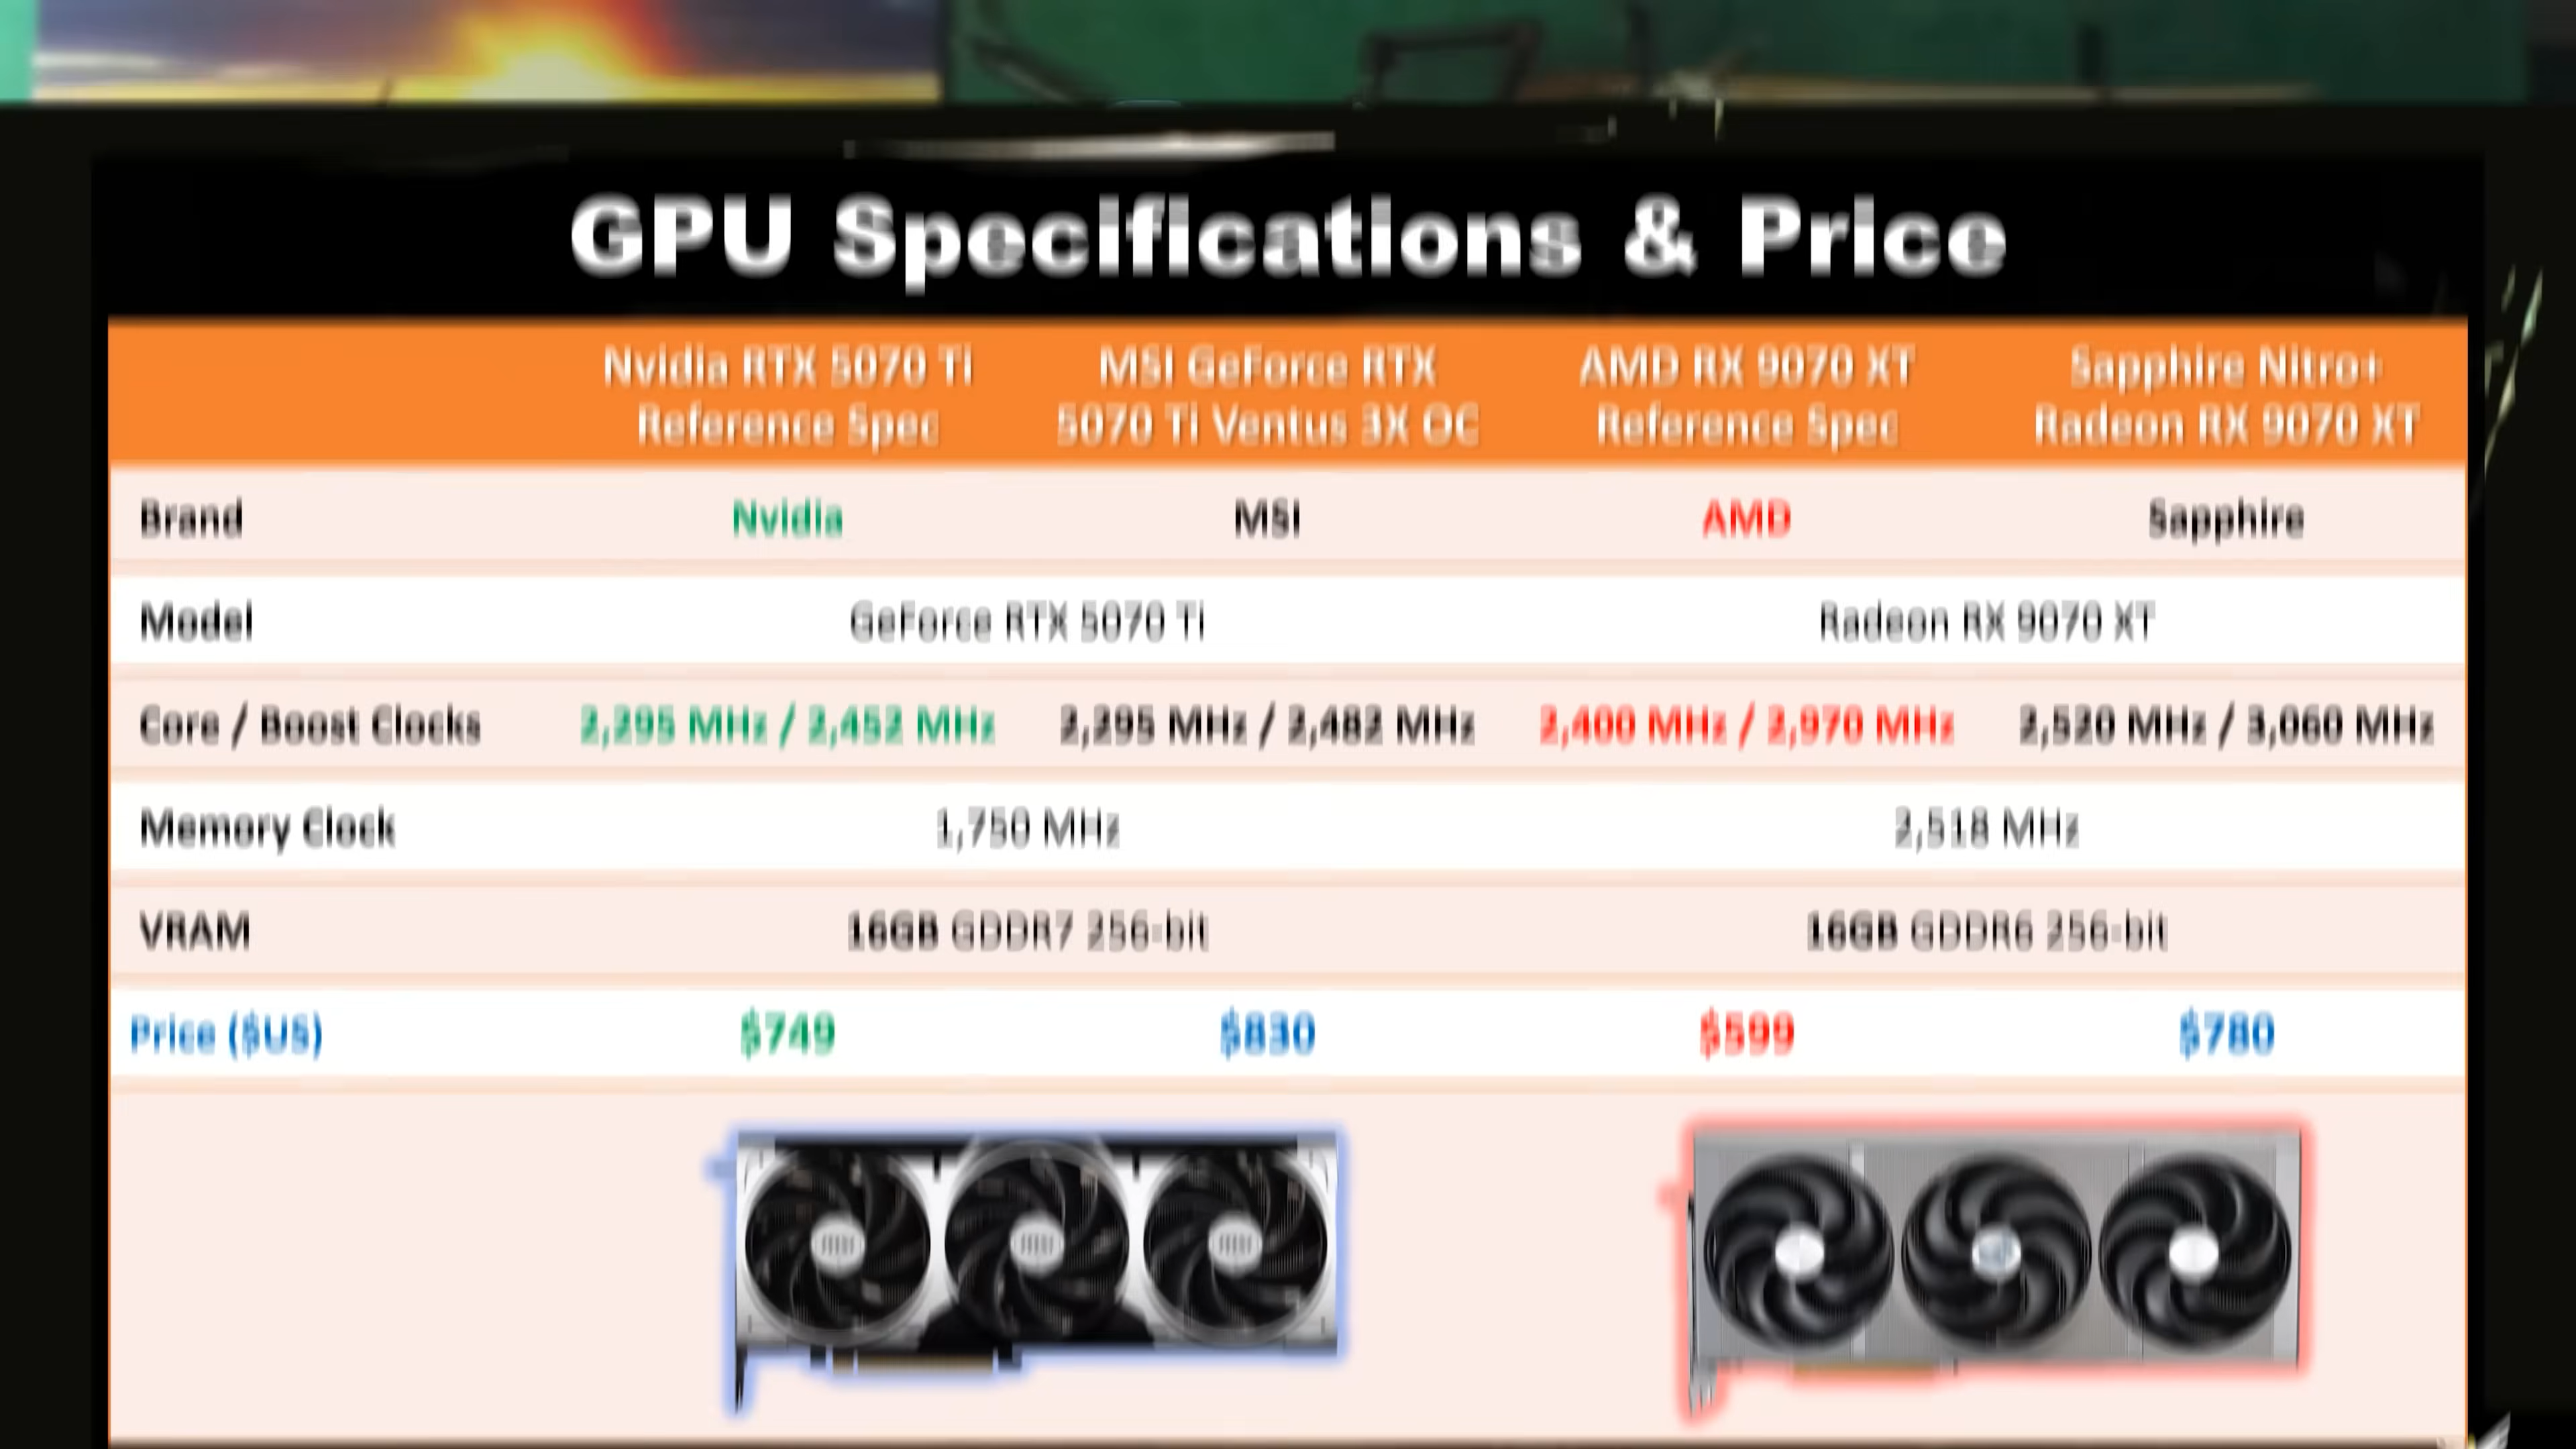 GPU Specifications & Price
Nvidia RTX 5070 Ti Reference Spec
MSI GeForce RTX 5070 Ti Ventus 3X OC
AMD RX 9070 XT Reference Spec
Sapphire Nitro+ Radeon RX 9070 XT
Brand Nvidia MSI AMD Sapphire
Model GeForce RTX 5070 Ti Radeon RX 9070 XT
Core / Boost Clocks 2,295 MHz / 2,452 MHz 2,295 MHz / 2,482 MHz 2,400 MHz / 2,970 MHz 2,520 MHz / 3,060 MHz
Memory Clock 1,750 MHz 2,518 MHz
VRAM 16GB GDDR7 256-bit 16GB GDDR6 256-bit
Price ($US) $749 $830 $599 $780